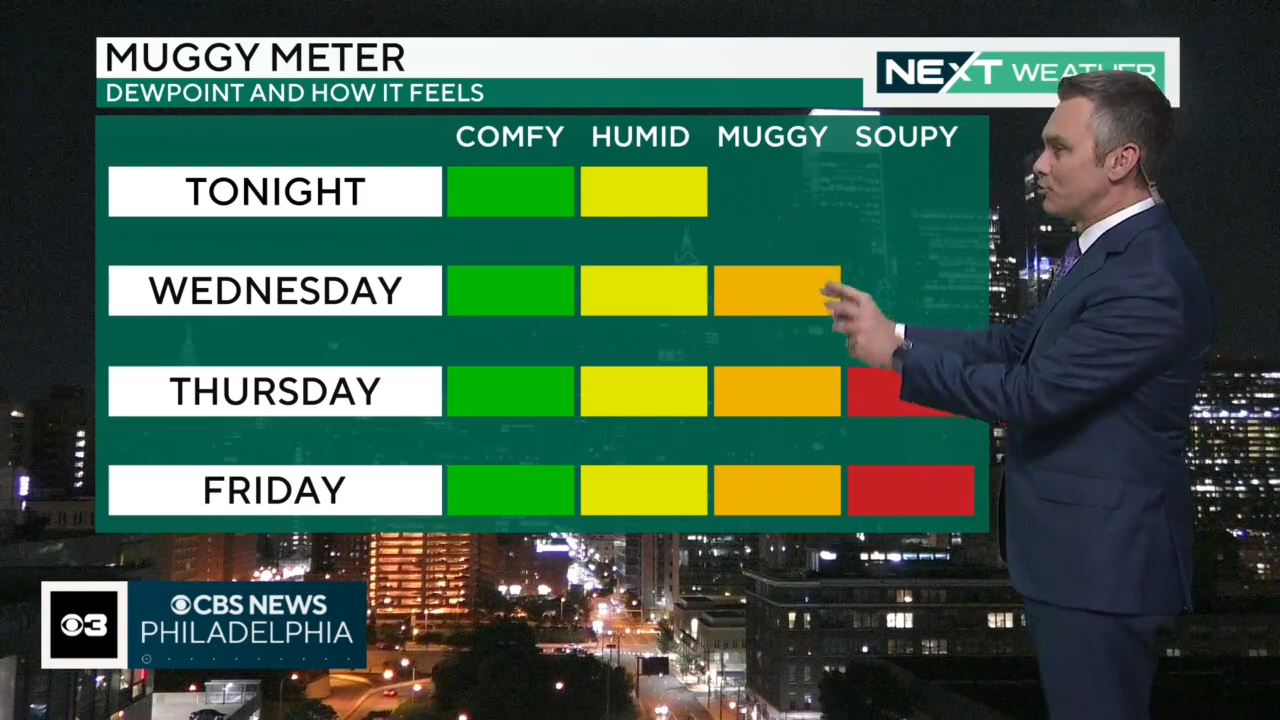 MUGGY METER
DEWPOINT AND HOW IT FEELS
NEXT WEATHER
COMFY HUMID MUGGY SOUPY
TONIGHT
WEDNESDAY
THURSDAY
FRIDAY
3
CBS NEWS
PHILADELPHIA